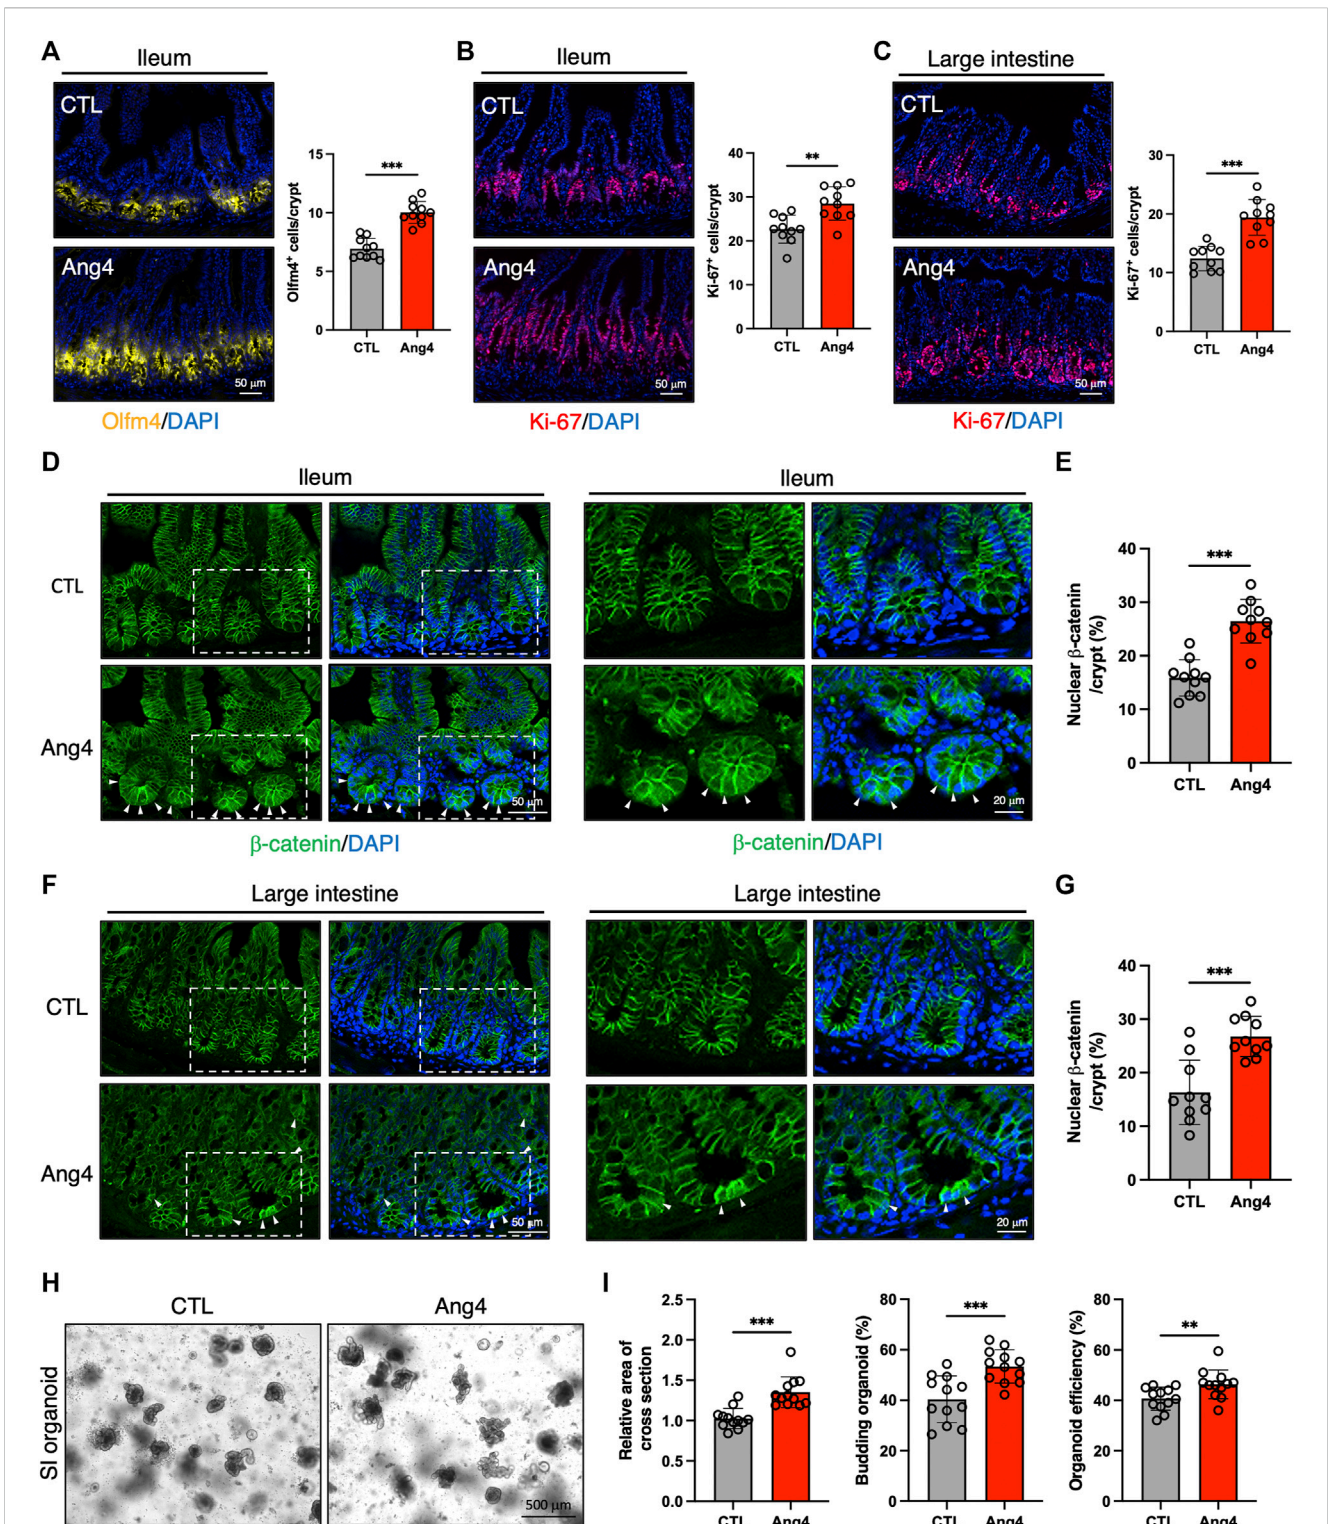 A
Ileum
CTL
Ang4
50 μm
Olfm4/DAPI
15
10
5
0
Olfm4⁺ cells/crypt
***
CTL
Ang4
B
Ileum
CTL
Ang4
50 μm
Ki-67/DAPI
40
30
20
10
0
Ki-67⁺ cells/crypt
**
CTL
Ang4
C
Large intestine
CTL
Ang4
50 μm
Ki-67/DAPI
30
20
10
0
Ki-67⁺ cells/crypt
***
CTL
Ang4
D
Ileum
Ileum
CTL
Ang4
50 μm
20 μm
β-catenin/DAPI
β-catenin/DAPI
E
40
30
20
10
0
Nuclear β-catenin
/crypt (%)
***
CTL
Ang4
F
Large intestine
Large intestine
CTL
Ang4
50 μm
20 μm
G
40
30
20
10
0
Nuclear β-catenin
/crypt (%)
***
CTL
Ang4
H
CTL
Ang4
SI organoid
500 μm
I
2.5
2.0
1.5
1.0
0.5
0.0
Relative area of
cross section
***
CTL
Ang4
80
60
40
20
0
Budding organoid (%)
***
CTL
Ang4
80
60
40
20
0
Organoid efficiency (%)
**
CTL
Ang4